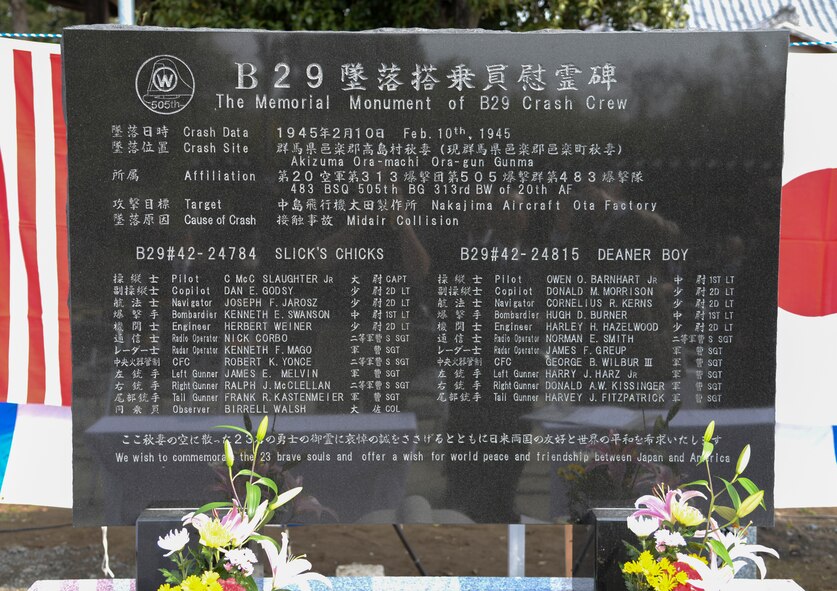 W
505th
B29墜落搭乗員慰霊碑
The Memorial Monument of B29 Crash Crew
墜落日時 Crash Data 1945年2月10日 Feb. 10th, 1945
墜落位置 Crash Site 群馬県邑楽郡高島村秋妻 (現群馬県邑楽郡邑楽町秋妻)
Akizuma Ora-machi Ora-gun Gunma
所属 Affiliation 第20空軍第313爆撃団第505爆撃群第483爆撃隊
483 BSQ 505th BG 313rd BW of 20th AF
攻撃目標 Target 中島飛行機太田製作所 Nakajima Aircraft Ota Factory
墜落原因 Cause of Crash 接触事故 Midair Collision
B29#42-24784 SLICK'S CHICKS
操縦士 Pilot C McC SLAUGHTER JR 大尉 CAPT
副操縦士 Copilot DAN E. GODSY 少尉 2D LT
航法士 Navigator JOSEPH F. JAROSZ 少尉 2D LT
爆撃手 Bombardier KENNETH E. SWANSON 中尉 1ST LT
機関士 Engineer HERBERT WEINER 少尉 2D LT
通信士 Radio Operator NICK CORBO 二等軍曹 S SGT
レーダー士 Radar Operator KENNETH F. MAGO 軍曹 SGT
中央火器管制 CFC ROBERT K. YONCE 二等軍曹 S SGT
左銃手 Left Gunner JAMES E. MELVIN 軍曹 SGT
右銃手 Right Gunner RALPH J. McCLELLAN 二等軍曹 S SGT
尾部銃手 Tail Gunner FRANK R. KASTENMEIER 軍曹 SGT
同乗員 Observer BIRRELL WALSH 大佐 COL
B29#42-24815 DEANER BOY
操縦士 Pilot OWEN O. BARNHART JR 中尉 1ST LT
副操縦士 Copilot DONALD M. MORRISON 少尉 2D LT
航法士 Navigator CORNELIUS R. KERNS 少尉 2D LT
爆撃手 Bombardier HUGH D. BURNER 中尉 1ST LT
機関士 Engineer HARLEY H. HAZELWOOD 少尉 2D LT
通信士 Radio Operator NORMAN E. SMITH 二等軍曹 S SGT
レーダー士 Radar Operator JAMES F. GREUP 軍曹 SGT
中央火器管制 CFC GEORGE B. WILBUR III 軍曹 SGT
左銃手 Left Gunner HARRY J. HARZ JR 軍曹 SGT
右銃手 Right Gunner DONALD A.W. KISSINGER 軍曹 SGT
尾部銃手 Tail Gunner HARVEY J. FITZPATRICK 軍曹 SGT
ここ秋妻の空に散った23名の勇士の御霊に哀悼の誠をささげるとともに日米両国の友好と世界の平和を希求いたします
We wish to commemorate the 23 brave souls and offer a wish for world peace and friendship between Japan and America